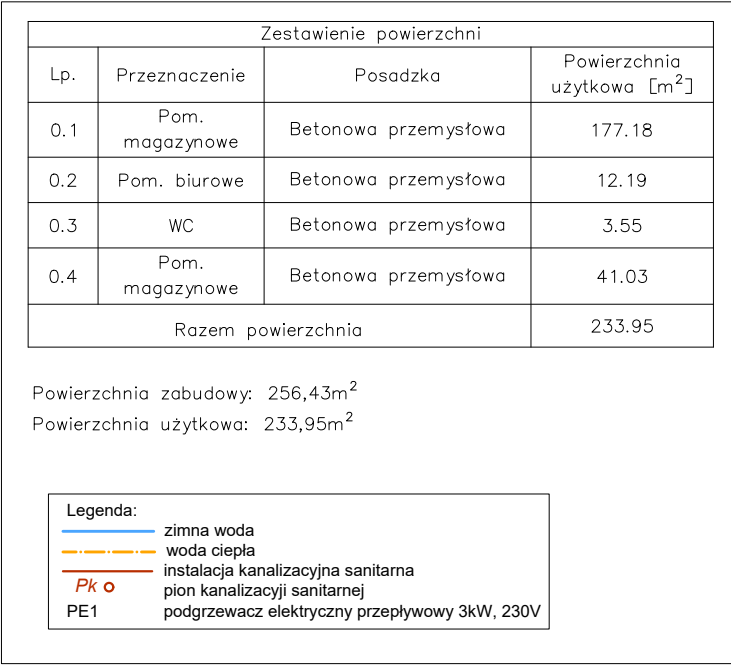 Zestawienie powierzchni
Lp. Przeznaczenie Posadzka Powierzchnia użytkowa [m²]
0.1 Pom. magazynowe Betonowa przemysłowa 177.18
0.2 Pom. biurowe Betonowa przemysłowa 12.19
0.3 WC Betonowa przemysłowa 3.55
0.4 Pom. magazynowe Betonowa przemysłowa 41.03
Razem powierzchnia 233.95
Powierzchnia zabudowy: 256,43m²
Powierzchnia użytkowa: 233,95m²
Legenda:
zimna woda
woda ciepła
instalacja kanalizacyjna sanitarna
Pk pion kanalizacyji sanitarnej
PE1 podgrzewacz elektryczny przepływowy 3kW, 230V